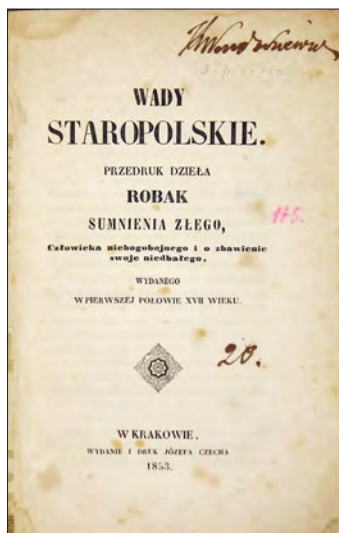 WADY
STAROPOLSKIE.
PRZEDRUK DZIEŁA
ROBAK
SUMNIENIA ZŁEGO,
175.
Człowieka niebogobojnego i o zbawienie
swoje niedbałego,
WYDANEGO
W PIERWSZEJ POŁOWIE XVII WIEKU.
20.
W KRAKOWIE,
WYDANIE I DRUK JÓZEFA CZECHA
1853.